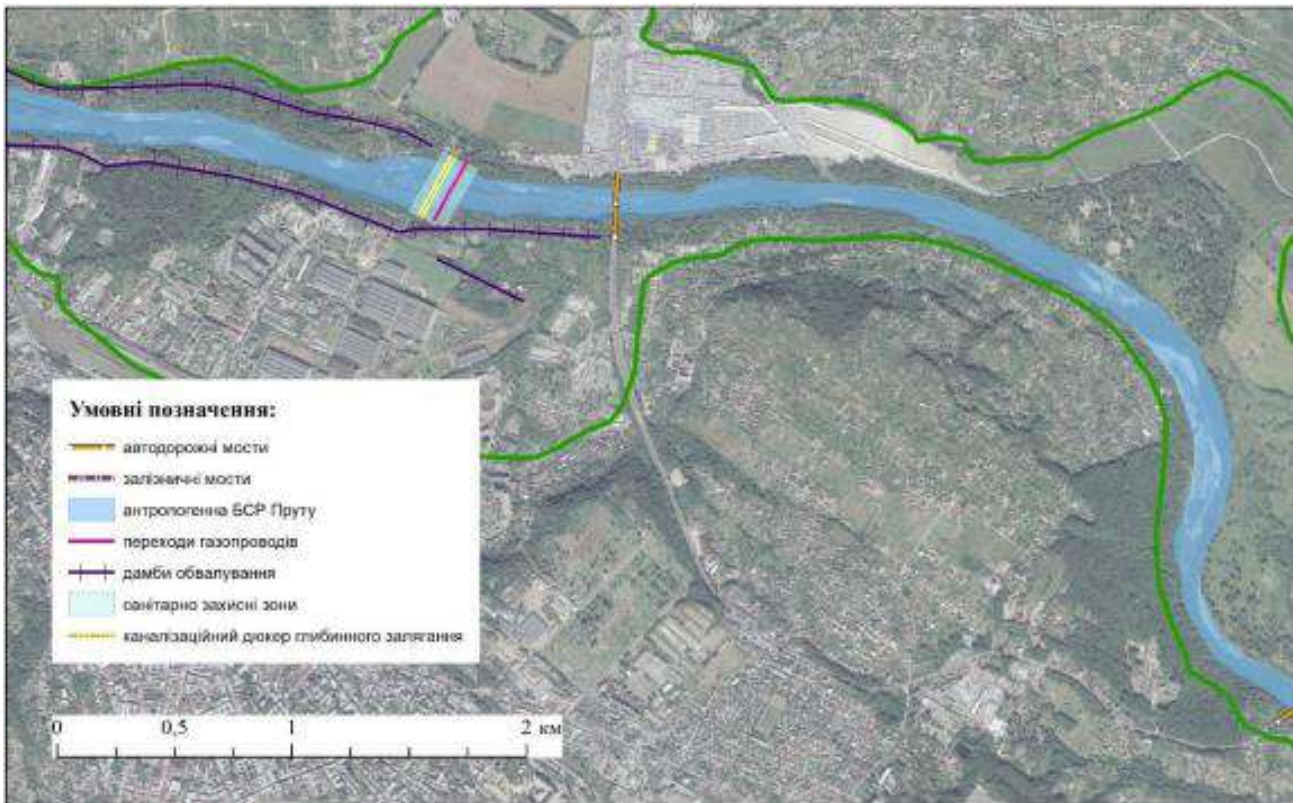 Умовні позначення:
автодорожні мости
залізничні мости
антропогенна БСР Пруту
переходи газопроводів
дамби обвалування
санітарно захисні зони
каналізаційний дюкер глибинного залягання
0 0,5 1 2 км